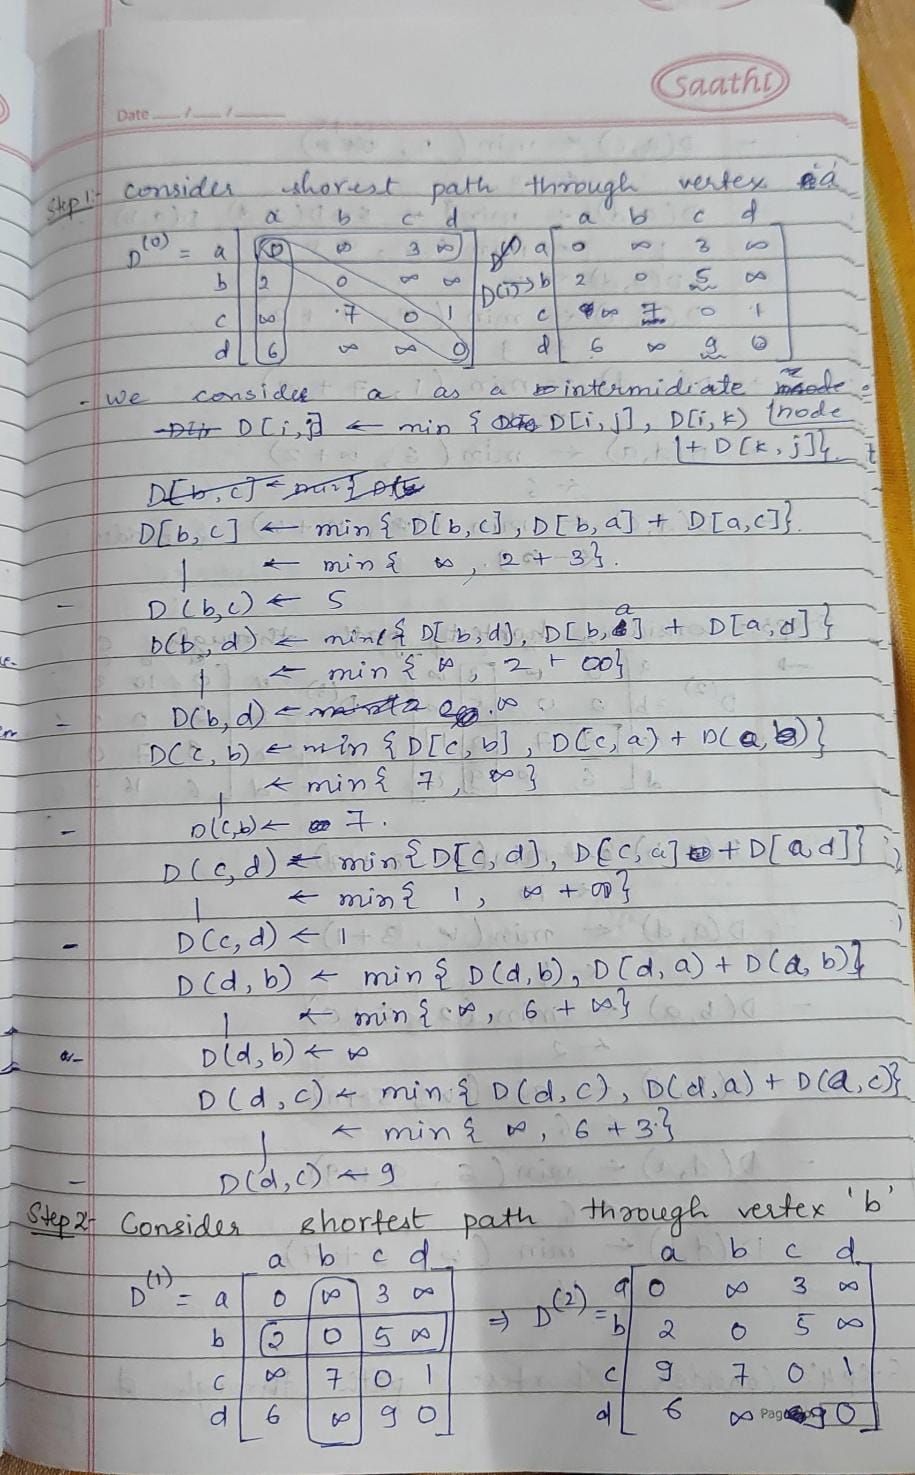 saathi
Date / /
Step 1:- consider shorest path through vertex a
a b c d a b c d
D(0) = a 0 ∞ 3 ∞ a 0 ∞ 3 ∞
b 2 0 ∞ ∞ D(1)→ b 2 0 5 ∞
c ∞ 7 0 1 c ∞ 7 0 1
d 6 ∞ ∞ 0 d 6 ∞ 9 0
- we consider a as a intermidiate node
D[i,j] ← min { D[i,j], D[i,k)
+ D[k,j]}.
D[b,c] ← min { D[b,c], D[b,a] + D[a,c]}.
← min { ∞, 2 + 3}.
- D(b,c) ← 5
D(b,d) ← min { D[b,d], D[b,a] + D[a,d]}
← min { ∞, 2 + ∞}
- D(b,d) ← ∞
D(c,b) ← min {D[c,b], D[c,a) + D(a,b)}
← min { 7, ∞}
- D(c,b) ← 7.
D(c,d) ← min{D[c,d], D[c,a] + D[a,d]}
← min{ 1, ∞ + ∞}
- D(c,d) ← 1
D(d,b) ← min { D(d,b), D(d,a) + D(a,b)}
← min { ∞, 6 + ∞}
- D(d,b) ← ∞
D(d,c) ← min { D(d,c), D(d,a) + D(a,c)}
← min { ∞, 6 + 3}
- D(d,c) ← 9
Step 2:- Consider shortest path through vertex 'b'
a b c d a b c d
D(1) = a 0 ∞ 3 ∞ ⇒ D(2) = a 0 ∞ 3 ∞
b 2 0 5 ∞ b 2 0 5 ∞
c ∞ 7 0 1 c 9 7 0 1
d 6 ∞ 9 0 d 6 ∞ 9 0